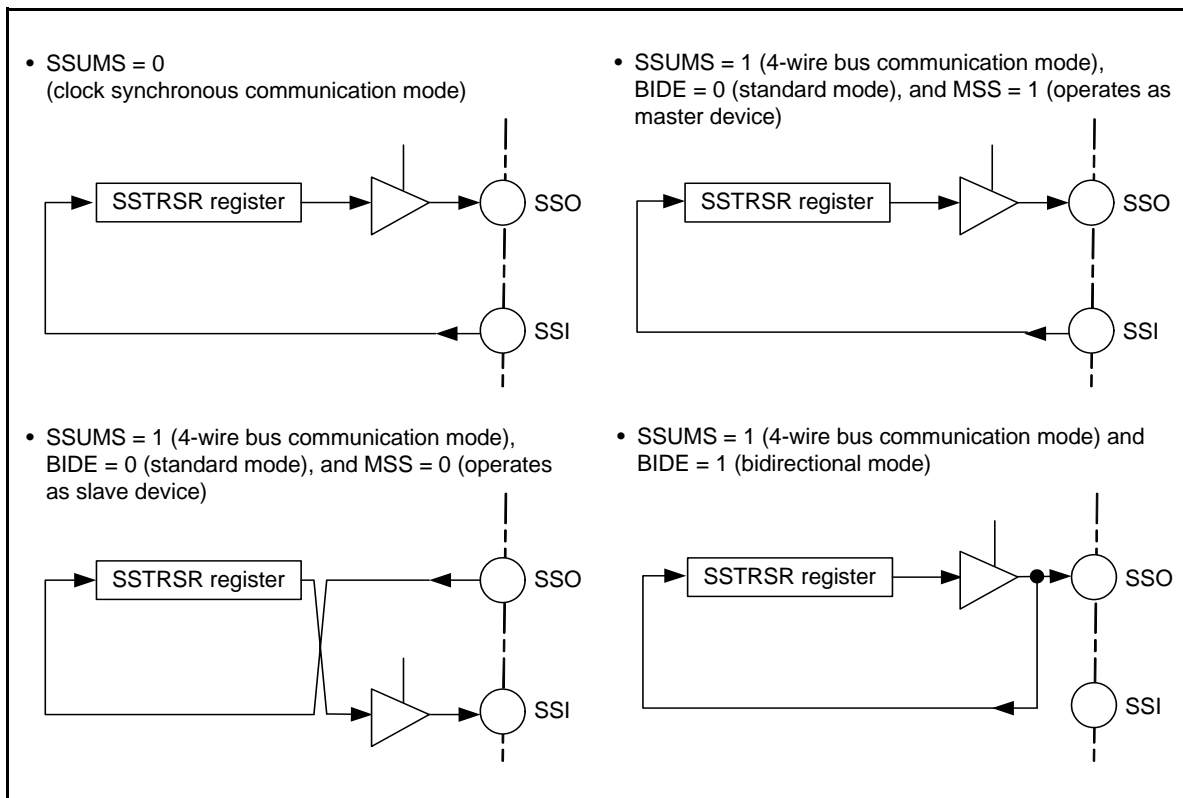 • SSUMS = 0
(clock synchronous communication mode)
SSTRSR register
SSO
SSI
• SSUMS = 1 (4-wire bus communication mode),
BIDE = 0 (standard mode), and MSS = 1 (operates as
master device)
SSTRSR register
SSO
SSI
• SSUMS = 1 (4-wire bus communication mode),
BIDE = 0 (standard mode), and MSS = 0 (operates
as slave device)
SSTRSR register
SSO
SSI
• SSUMS = 1 (4-wire bus communication mode) and
BIDE = 1 (bidirectional mode)
SSTRSR register
SSO
SSI